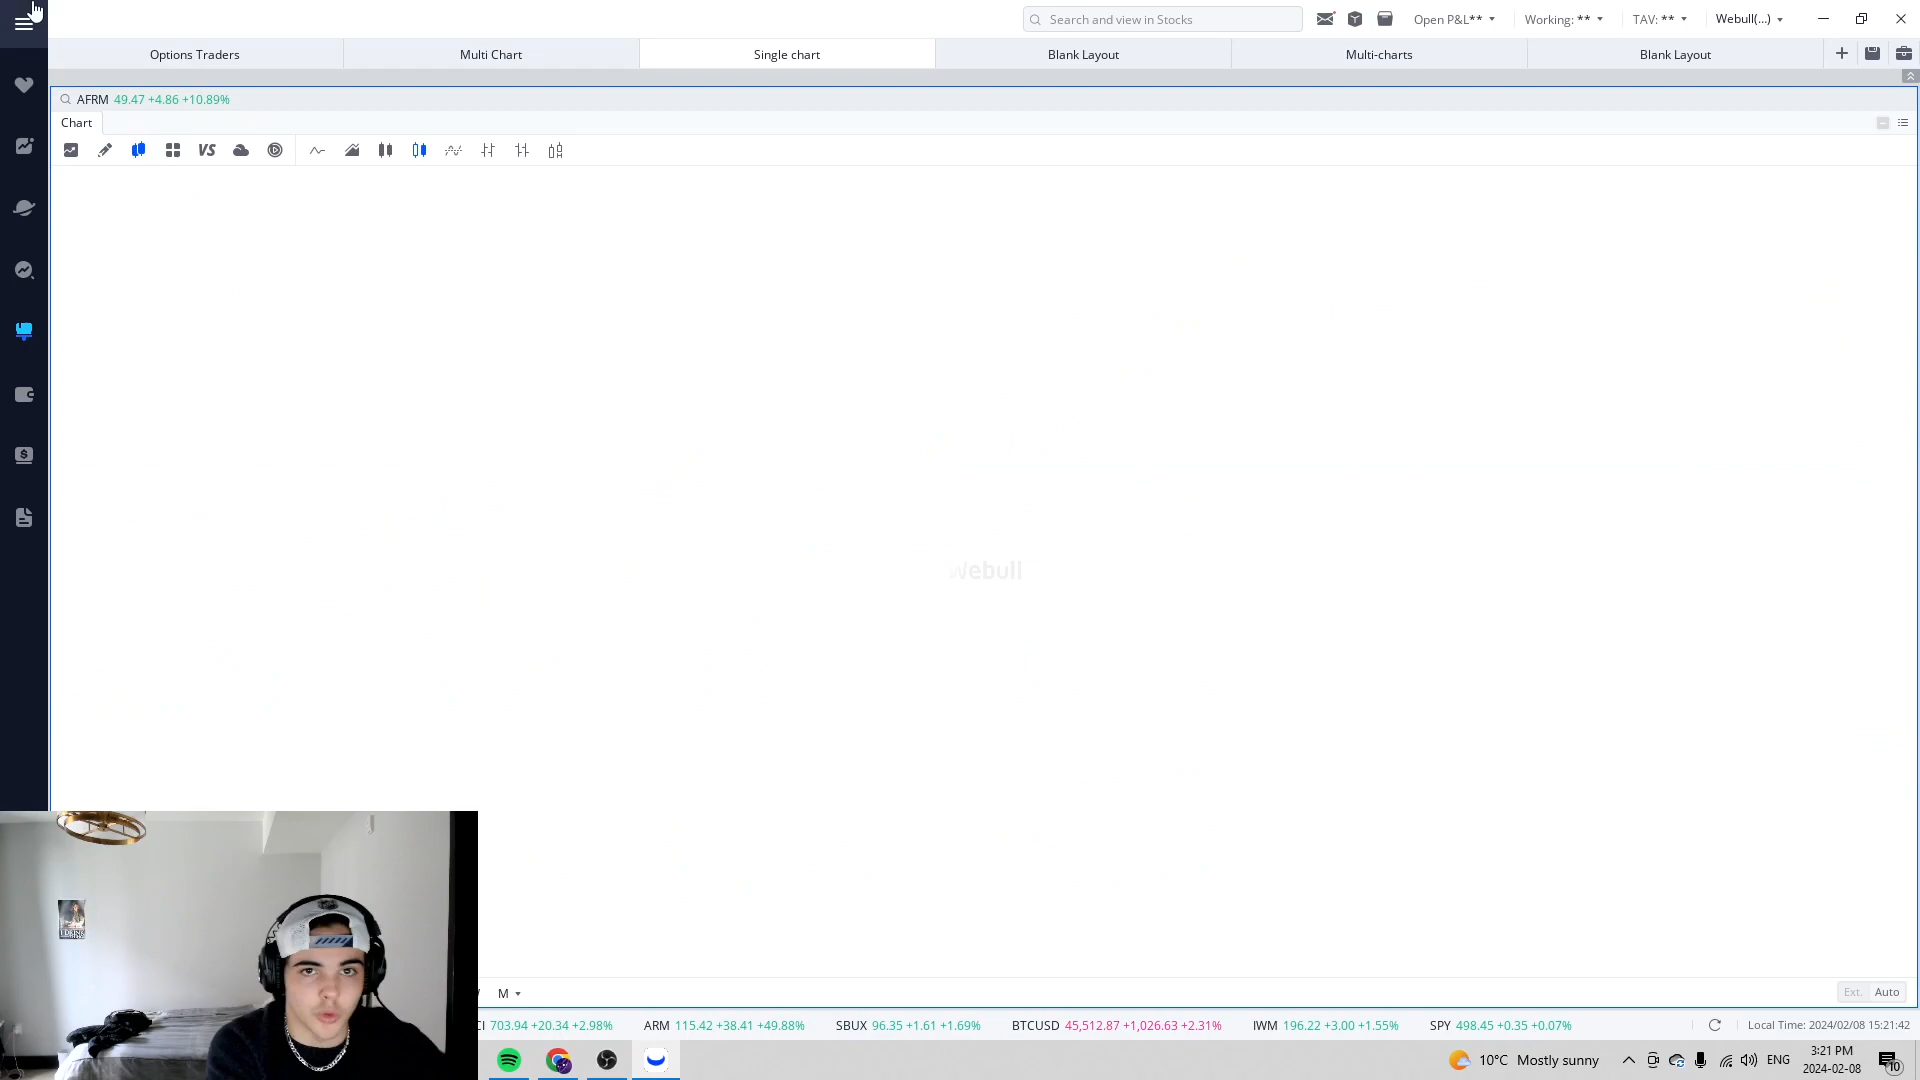 Search and view in Stocks
Open P&L**
Working: **
TAV: **
Webull(...)
Options Traders
Multi Chart
Single chart
Blank Layout
Multi-charts
Blank Layout
AFRM 49.47 +4.86 +10.89%
Chart
VS
Webull
M
Ext.
Auto
703.94 +20.34 +2.98%
ARM 115.42 +38.41 +49.88%
SBUX 96.35 +1.61 +1.69%
BTCUSD 45,512.87 +1,026.63 +2.31%
IWM 196.22 +3.00 +1.55%
SPY 498.45 +0.35 +0.07%
Local Time: 2024/02/08 15:21:42
10°C Mostly sunny
ENG
3:21 PM
2024-02-08
10